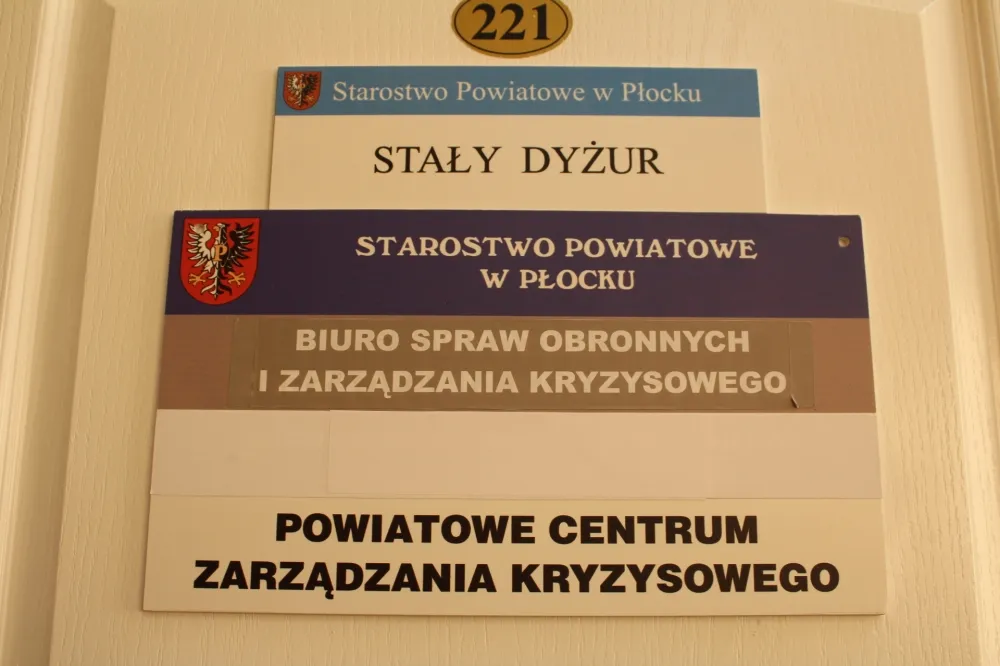 221
Starostwo Powiatowe w Płocku
STAŁY DYŻUR
STAROSTWO POWIATOWE
W PŁOCKU
BIURO SPRAW OBRONNYCH
I ZARZĄDZANIA KRYZYSOWEGO
POWIATOWE CENTRUM
ZARZĄDZANIA KRYZYSOWEGO